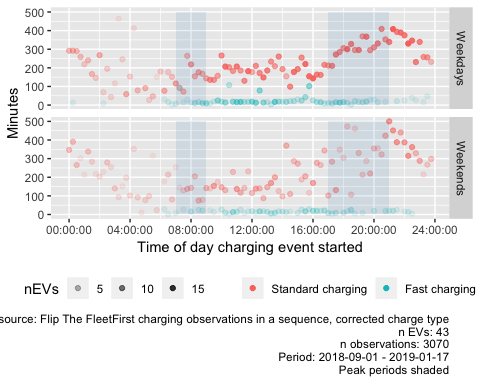 500
400
300
200
100
0
Weekdays
Minutes
500
400
300
200
100
0
Weekends
00:00:00 04:00:00 08:00:00 12:00:00 16:00:00 20:00:00 24:00:00
Time of day charging event started
nEVs 5 10 15 Standard charging Fast charging
source: Flip The FleetFirst charging observations in a sequence, corrected charge type
n EVs: 43
n observations: 3070
Period: 2018-09-01 - 2019-01-17
Peak periods shaded